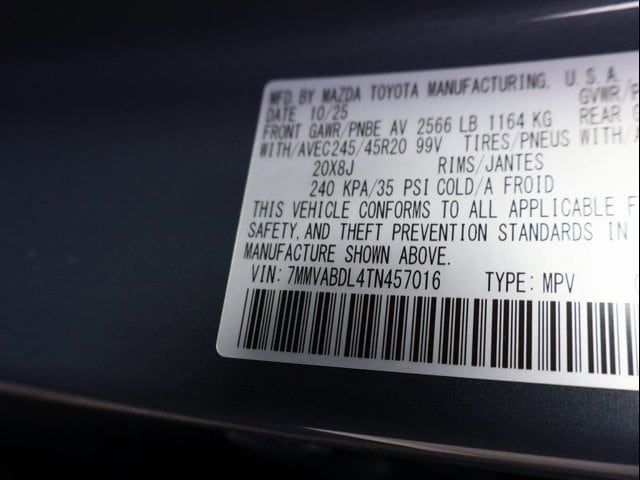 MFD. BY MAZDA TOYOTA MANUFACTURING, U.S.A.,
DATE 10/25 GVWR/P
FRONT GAWR/PNBE AV 2566 LB 1164 KG REAR G
WITH/AVEC245/45R20 99V TIRES/PNEUS WITH/A
20X8J RIMS/JANTES
240 KPA/35 PSI COLD/A FROID
THIS VEHICLE CONFORMS TO ALL APPLICABLE F
SAFETY, AND THEFT PREVENTION STANDARDS IN
MANUFACTURE SHOWN ABOVE.
VIN: 7MMVABDL4TN457016 TYPE: MPV